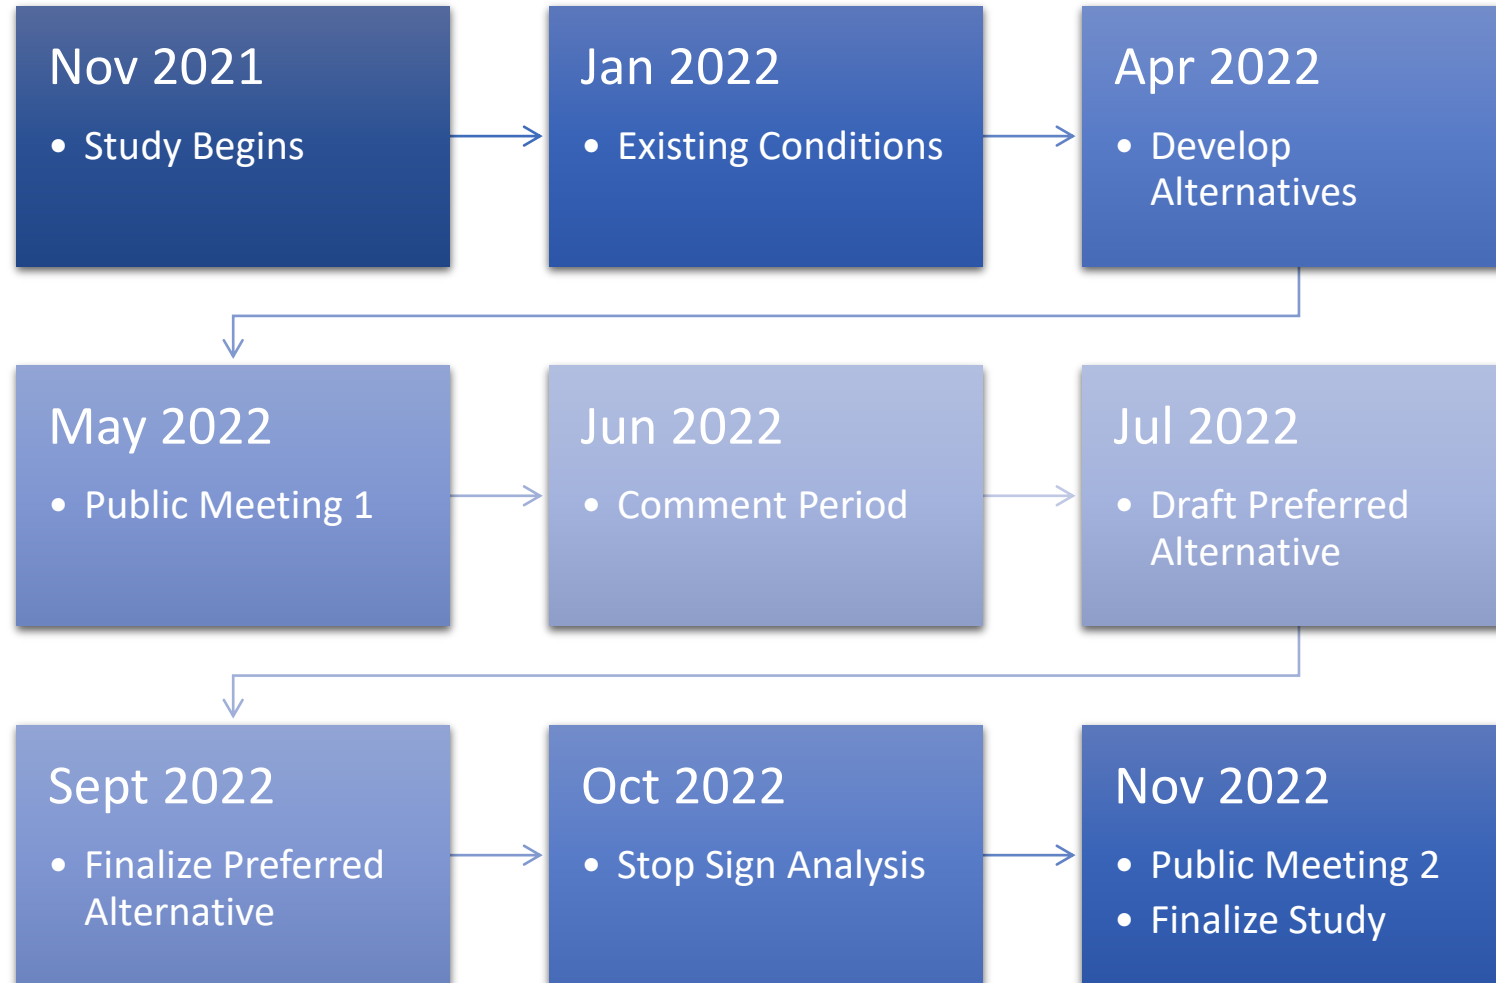 Nov 2021
• Study Begins
Jan 2022
• Existing Conditions
Apr 2022
• Develop
Alternatives
May 2022
• Public Meeting 1
Jun 2022
• Comment Period
Jul 2022
• Draft Preferred
Alternative
Sept 2022
• Finalize Preferred
Alternative
Oct 2022
• Stop Sign Analysis
Nov 2022
• Public Meeting 2
• Finalize Study